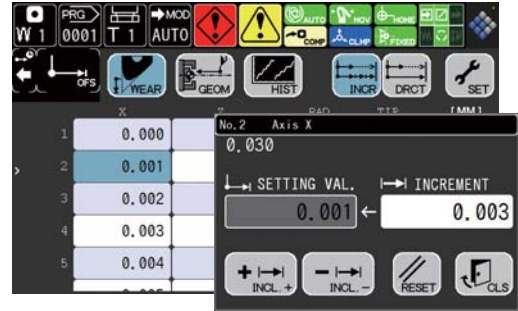 PRG MOD AUTO HOV HOME
W 1 0001 T 1 AUTO COMP CLMP FIXED
OFS WEAR GEOM HIST INCR DRCT SET
X RAD TIP [MM]
1 0.000
2 0.001
3 0.002
4 0.003
5 0.004
No.2 Axis X
0.030
SETTING VAL. INCREMENT
0.001 ← 0.003
INCL.+ INCL.- RESET CLS